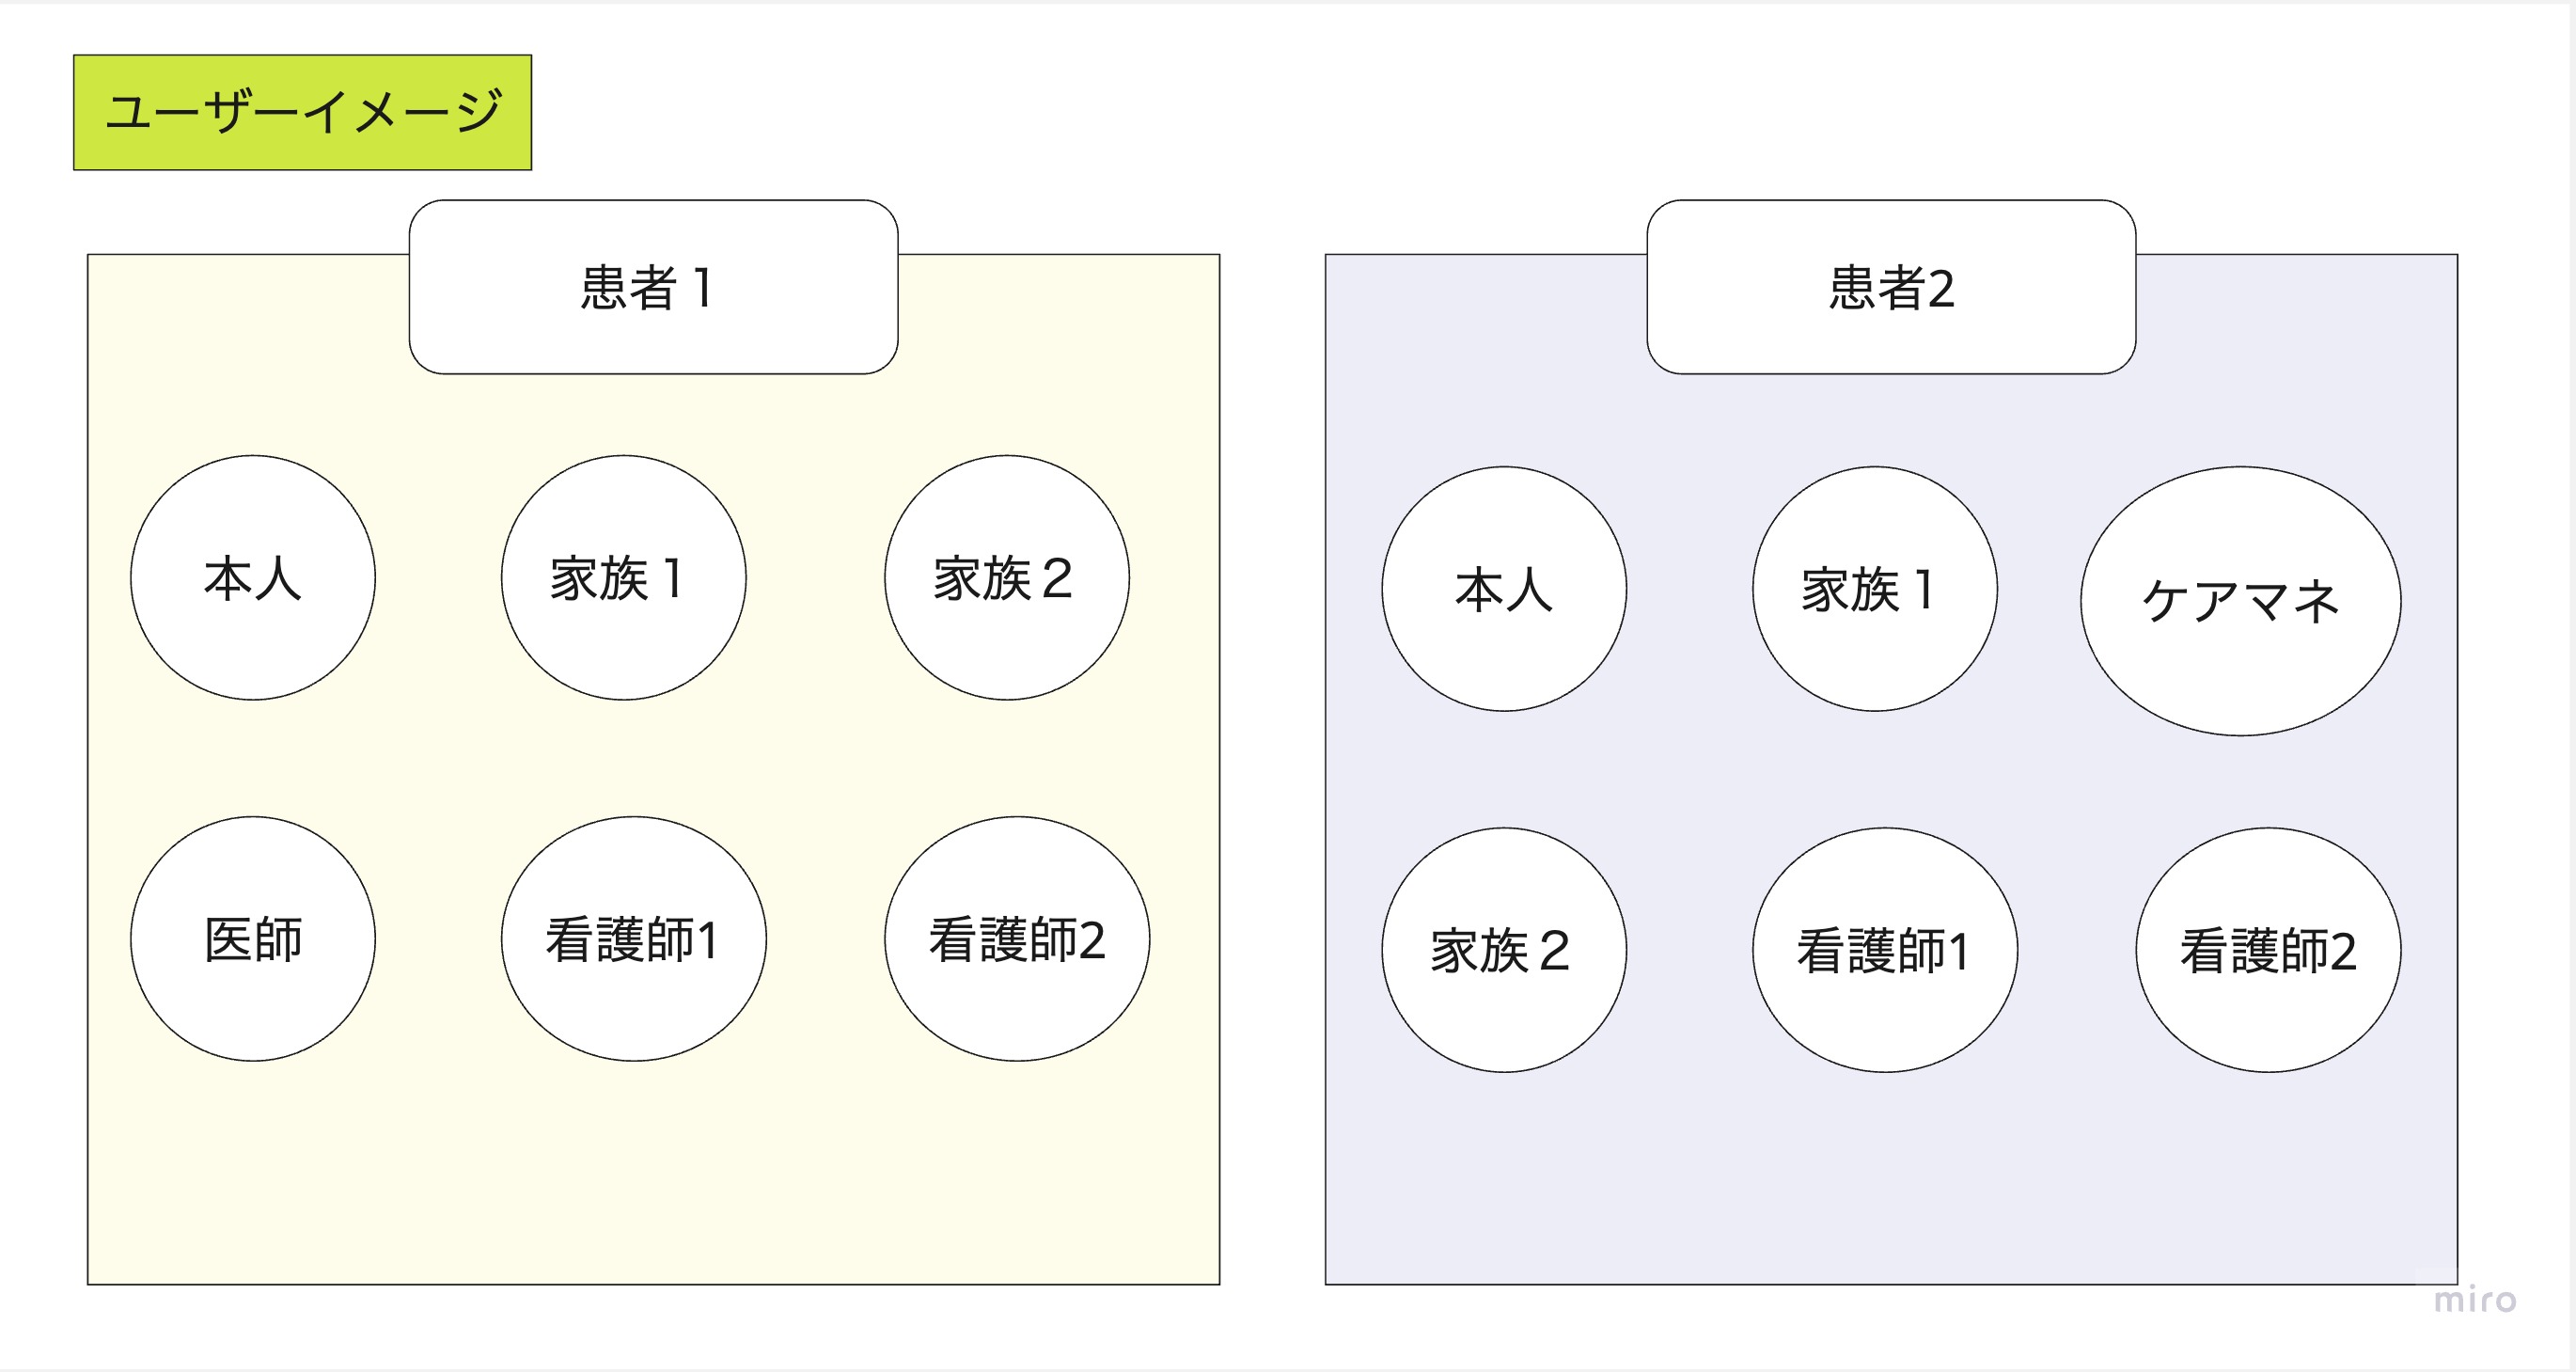 ユーザーイメージ
患者１
患者2
本人
家族１
家族２
医師
看護師1
看護師2
本人
家族１
ケアマネ
家族２
看護師1
看護師2
miro